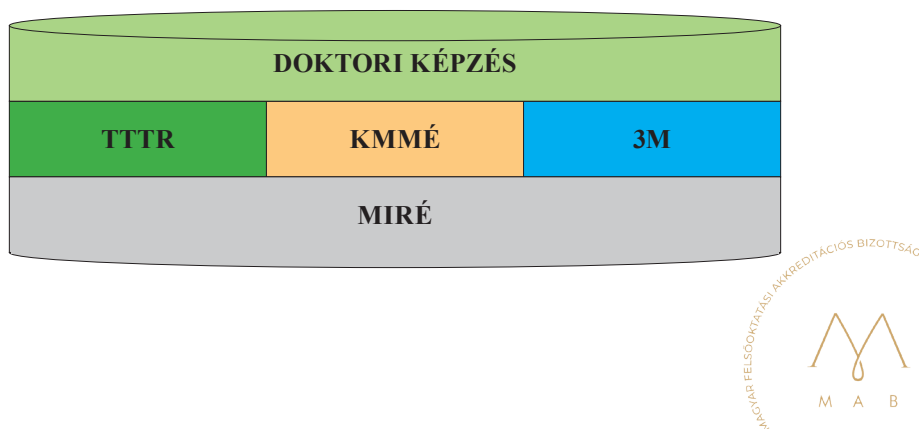 DOKTORI KÉPZÉS
TTTR KMMÉ 3M
MIRÉ
MAGYAR FELSŐOKTATÁSI AKKREDITÁCIÓS BIZOTTSÁG
M A B